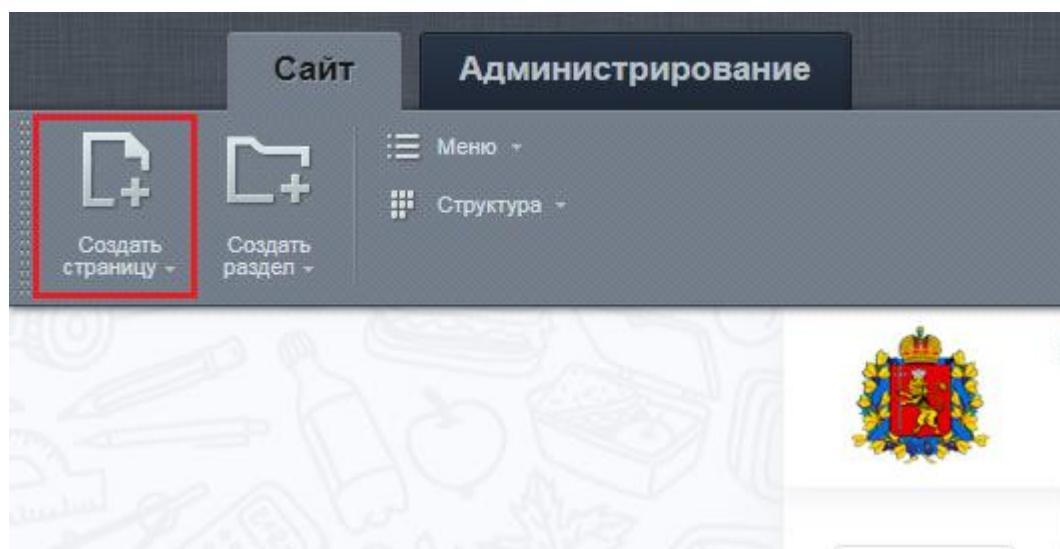 Сайт
Администрирование
Создать
страницу
Создать
раздел
Меню
Структура